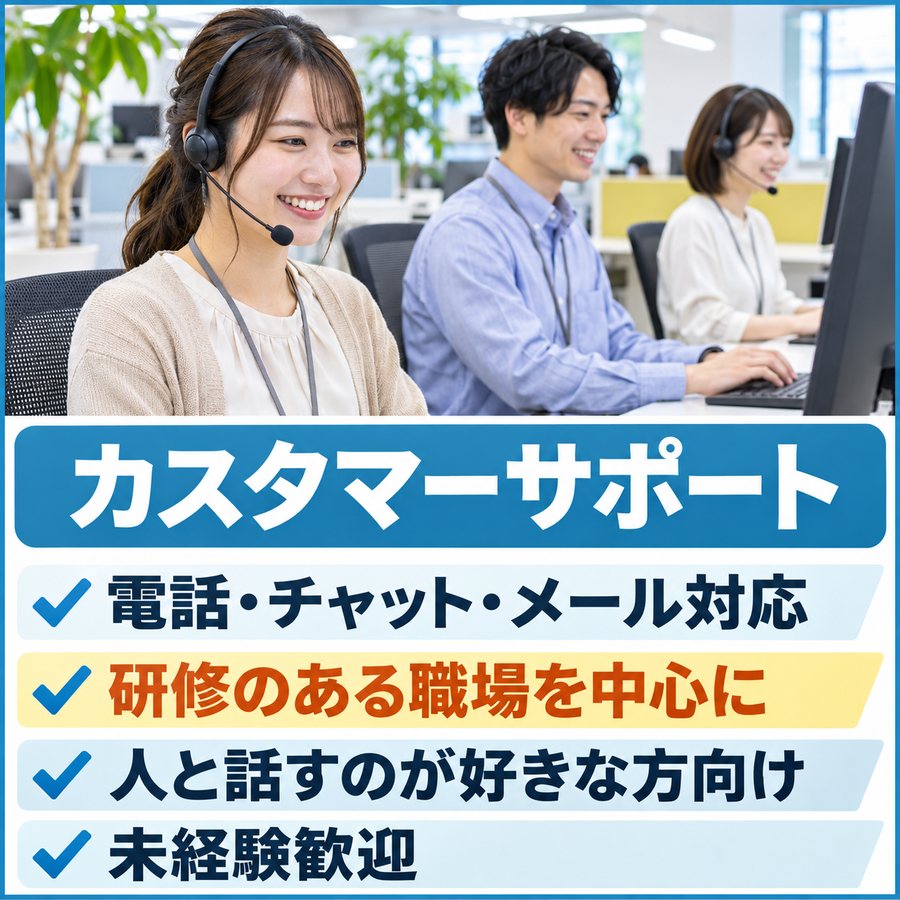 カスタマーサポート
電話・チャット・メール対応
研修のある職場を中心に
人と話すのが好きな方向け
未経験歓迎